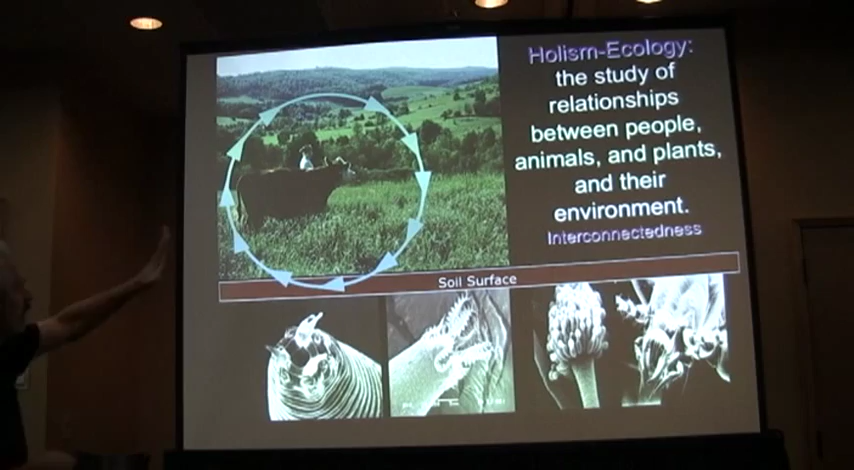 Holism-Ecology:
the study of
relationships
between people,
animals, and plants,
and their
environment.
Interconnectedness
Soil Surface